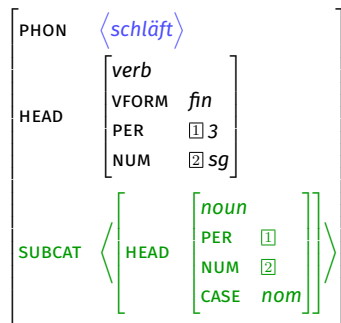 PHON ⟨schläft⟩
verb
VFORM fin
HEAD
PER 1 3
NUM 2 sg
noun
PER 1
SUBCAT ⟨ HEAD ⟩
NUM 2
CASE nom